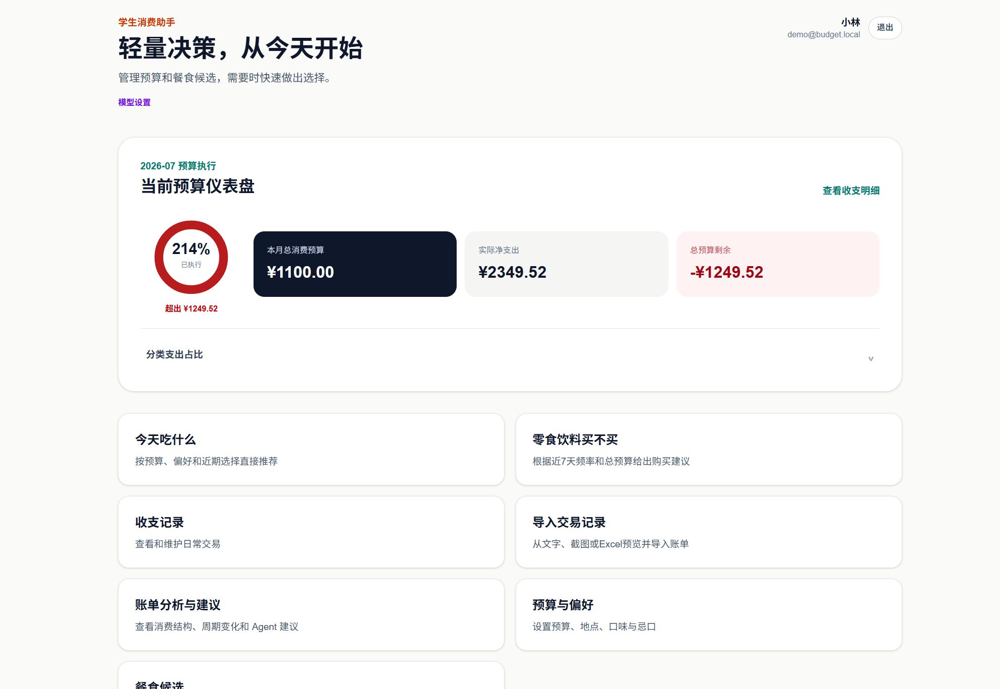 学生消费助手
轻量决策，从今天开始
管理预算和餐食候选，需要时快速做出选择。
模型设置
小林
demo@budget.local
退出
2026-07 预算执行
当前预算仪表盘
查看收支明细
214%
已执行
超出 ¥1249.52
本月总消费预算
¥1100.00
实际净支出
¥2349.52
总预算剩余
-¥1249.52
分类支出占比
今天吃什么
按预算、偏好和近期选择直接推荐
零食饮料买不买
根据近7天频率和总预算给出购买建议
收支记录
查看和维护日常交易
导入交易记录
从文字、截图或Excel预览并导入账单
账单分析与建议
查看消费结构、周期变化和 Agent 建议
预算与偏好
设置预算、地点、口味与忌口
餐食候选